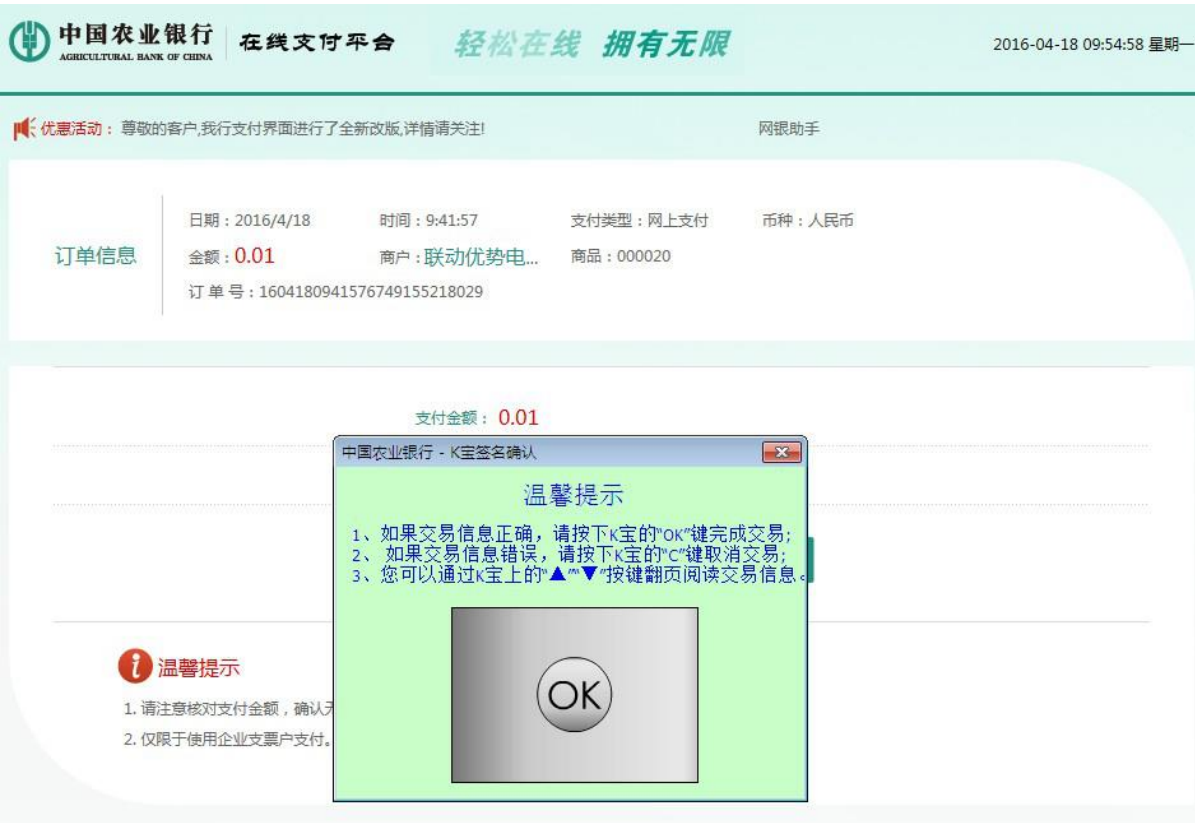 中国农业银行
AGRICULTURAL BANK OF CHINA
在线支付平台
轻松在线 拥有无限
2016-04-18 09:54:58 星期一
优惠活动：尊敬的客户,我行支付界面进行了全新改版,详情请关注!
网银助手
订单信息
日期：2016/4/18 时间：9:41:57 支付类型：网上支付 币种：人民币
金额：0.01 商户：联动优势电... 商品：000020
订 单 号：1604180941576749155218029
支付金额： 0.01
中国农业银行 - K宝签名确认
温馨提示
1、如果交易信息正确，请按下K宝的“OK”键完成交易;
2、 如果交易信息错误，请按下K宝的“C”键取消交易;
3、您可以通过K宝上的“▲”“▼”按键翻页阅读交易信息。
OK
温馨提示
1. 请注意核对支付金额，确认
2. 仅限于使用企业支票户支付。